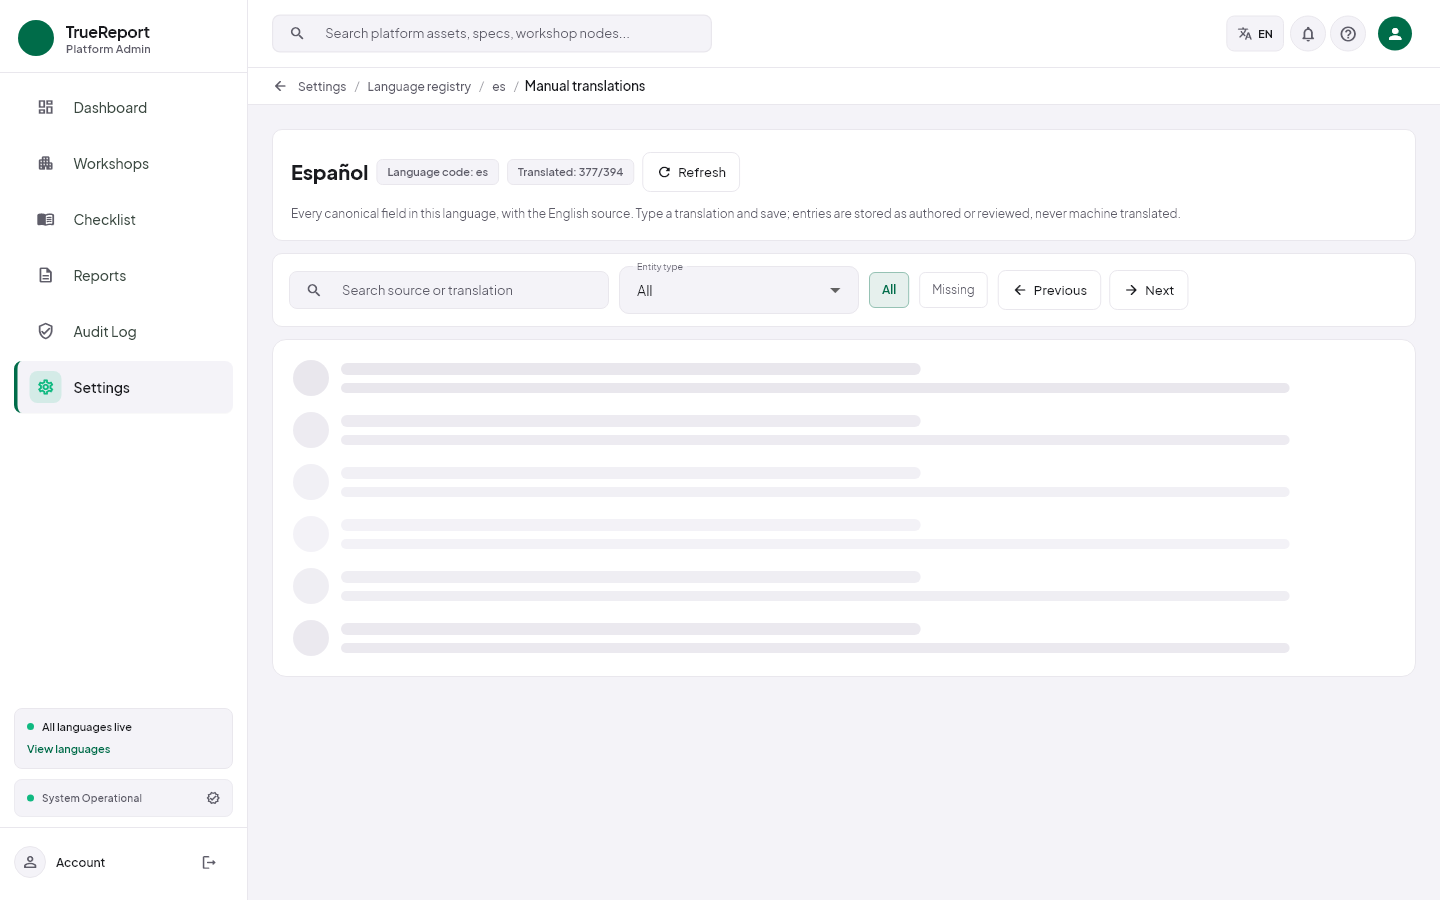 TrueReport
Platform Admin
Dashboard
Workshops
Checklist
Reports
Audit Log
Settings
All languages live
View languages
System Operational
Account
Search platform assets, specs, workshop nodes...
EN
Settings / Language registry / es / Manual translations
Español
Language code: es
Translated: 377/394
Refresh
Every canonical field in this language, with the English source. Type a translation and save; entries are stored as authored or reviewed, never machine translated.
Search source or translation
Entity type
All
All
Missing
Previous
Next